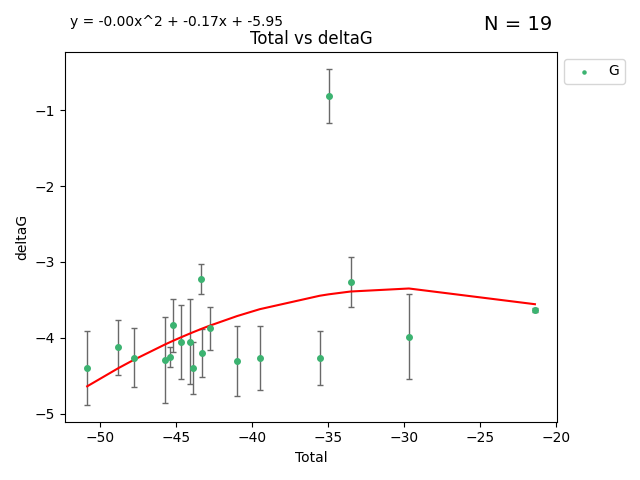 y = -0.00x^2 + -0.17x + -5.95
N = 19
Total vs deltaG
G
−1
−2
−3
−4
−5
deltaG
−50 −45 −40 −35 −30 −25 −20
Total